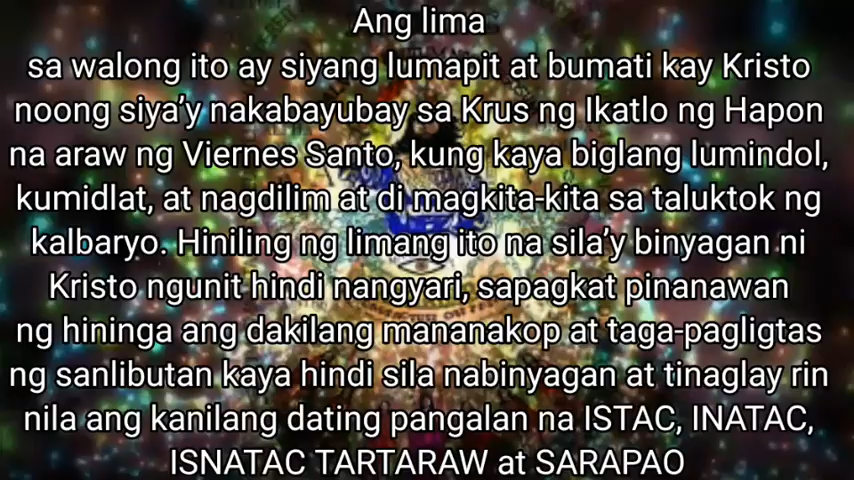 Ang lima
sa walong ito ay siyang lumapit at bumati kay Kristo
noong siya’y nakabayubay sa Krus ng Ikatlo ng Hapon
na araw ng Viernes Santo, kung kaya biglang lumindol,
kumidlat, at nagdilim at di magkita-kita sa taluktok ng
kalbaryo. Hiniling ng limang ito na sila’y binyagan ni
Kristo ngunit hindi nangyari, sapagkat pinanawan
ng hininga ang dakilang mananakop at taga-pagligtas
ng sanlibutan kaya hindi sila nabinyagan at tinaglay rin
nila ang kanilang dating pangalan na ISTAC, INATAC,
ISNATAC TARTARAW at SARAPAO